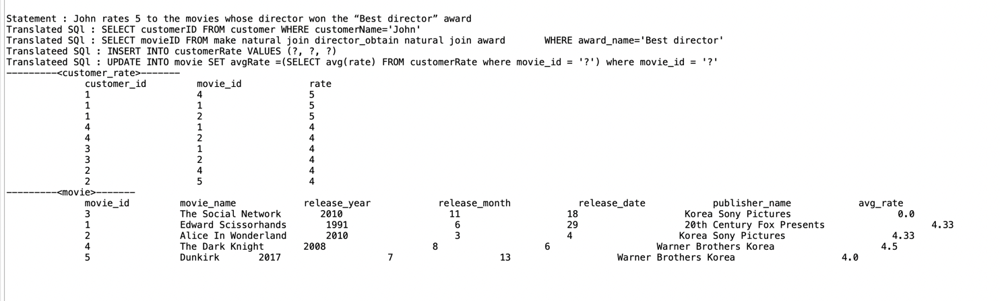 Statement : John rates 5 to the movies whose director won the “Best director” award
Translated SQl : SELECT customerID FROM customer WHERE customerName='John'
Translated SQl : SELECT movieID FROM make natural join director_obtain natural join award WHERE award_name='Best director'
Translateed SQl : INSERT INTO customerRate VALUES (?, ?, ?)
Translateed SQl : UPDATE INTO movie SET avgRate =(SELECT avg(rate) FROM customerRate where movie_id = '?') where movie_id = '?'
---------<customer_rate>-------
customer_id movie_id rate
1 4 5
1 1 5
1 2 5
4 1 4
4 2 4
3 1 4
3 2 4
2 4 4
2 5 4
---------<movie>-------
movie_id movie_name release_year release_month release_date publisher_name avg_rate
3 The Social Network 2010 11 18 Korea Sony Pictures 0.0
1 Edward Scissorhands 1991 6 29 20th Century Fox Presents 4.33
2 Alice In Wonderland 2010 3 4 Korea Sony Pictures 4.33
4 The Dark Knight 2008 8 6 Warner Brothers Korea 4.5
5 Dunkirk 2017 7 13 Warner Brothers Korea 4.0